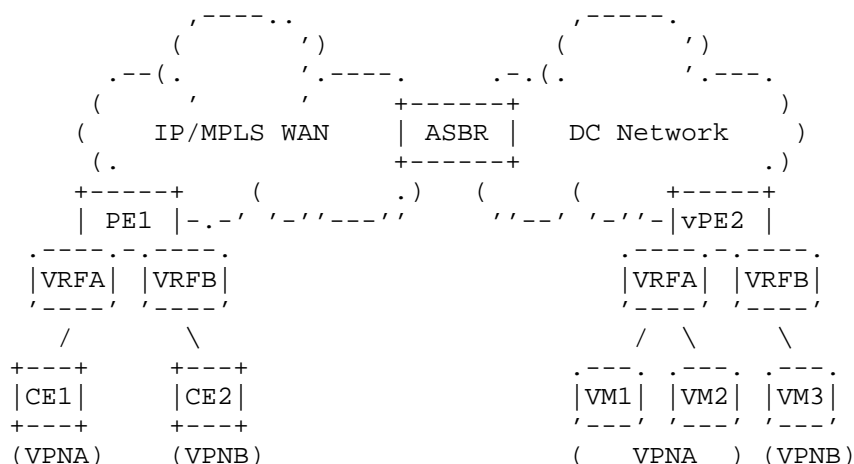 IP/MPLS WAN ASBR DC Network
PE1 vPE2
VRFA VRFB VRFA VRFB
CE1 CE2 VM1 VM2 VM3
(VPNA) (VPNB) ( VPNA ) (VPNB)